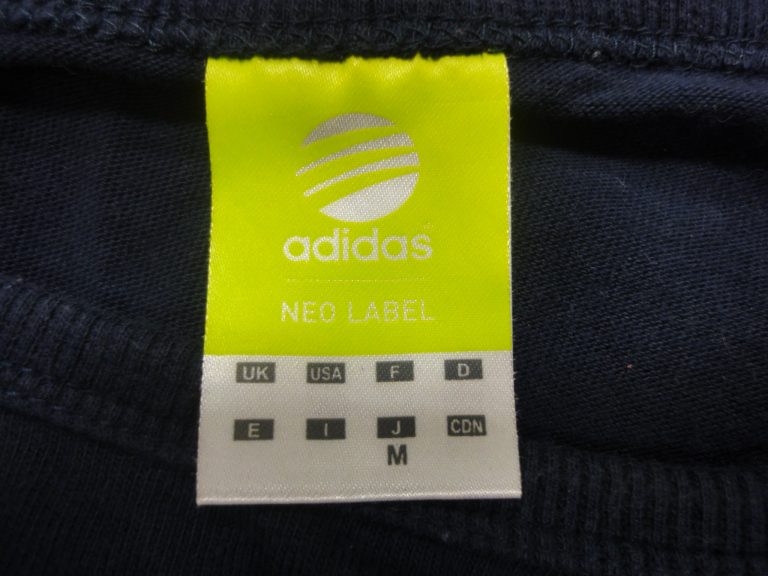 adidas
NEO LABEL
UK USA F D
E I J CDN
M